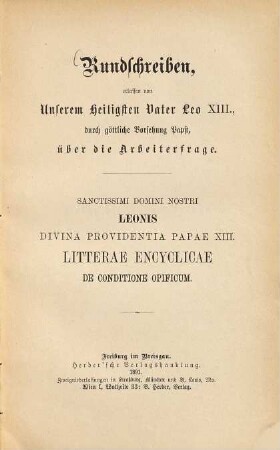 Rundschreiben,
erlassen von
Unserem Heiligsten Vater Leo XIII.,
durch göttliche Vorsehung Papst,
über die Arbeiterfrage.
SANCTISSIMI DOMINI NOSTRI
LEONIS
DIVINA PROVIDENTIA PAPAE XIII.
LITTERAE ENCYCLICAE
DE CONDITIONE OPIFICUM.
Freiburg im Breisgau.
Herder'sche Verlagshandlung.
1891.
Zweigniederlassungen in Straßburg, München und St. Louis, Mo.
Wien I, Wollzeile 33: B. Herder, Verlag.